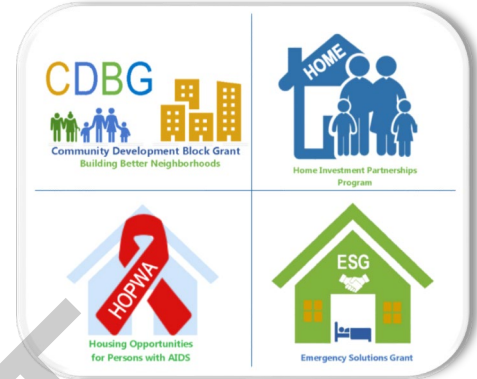 CDBG
Community Development Block Grant
Building Better Neighborhoods
HOME
Home Investment Partnerships
Program
HOPWA
Housing Opportunities
for Persons with AIDS
ESG
Emergency Solutions Grant